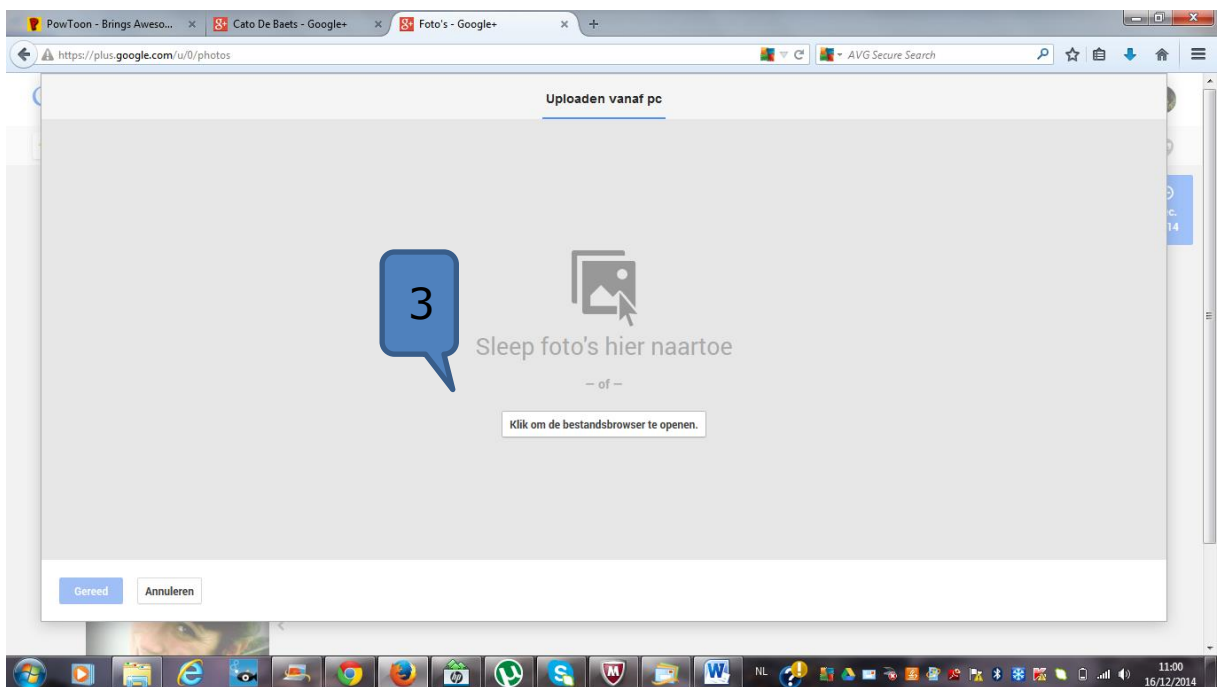 PowToon - Brings Aweso...
Cato De Baets - Google+
Foto's - Google+
https://plus.google.com/u/0/photos
AVG Secure Search
Uploaden vanaf pc
c.
14
3
Sleep foto's hier naartoe
— of —
Klik om de bestandsbrowser te openen.
Gereed
Annuleren
NL
11:00
16/12/2014